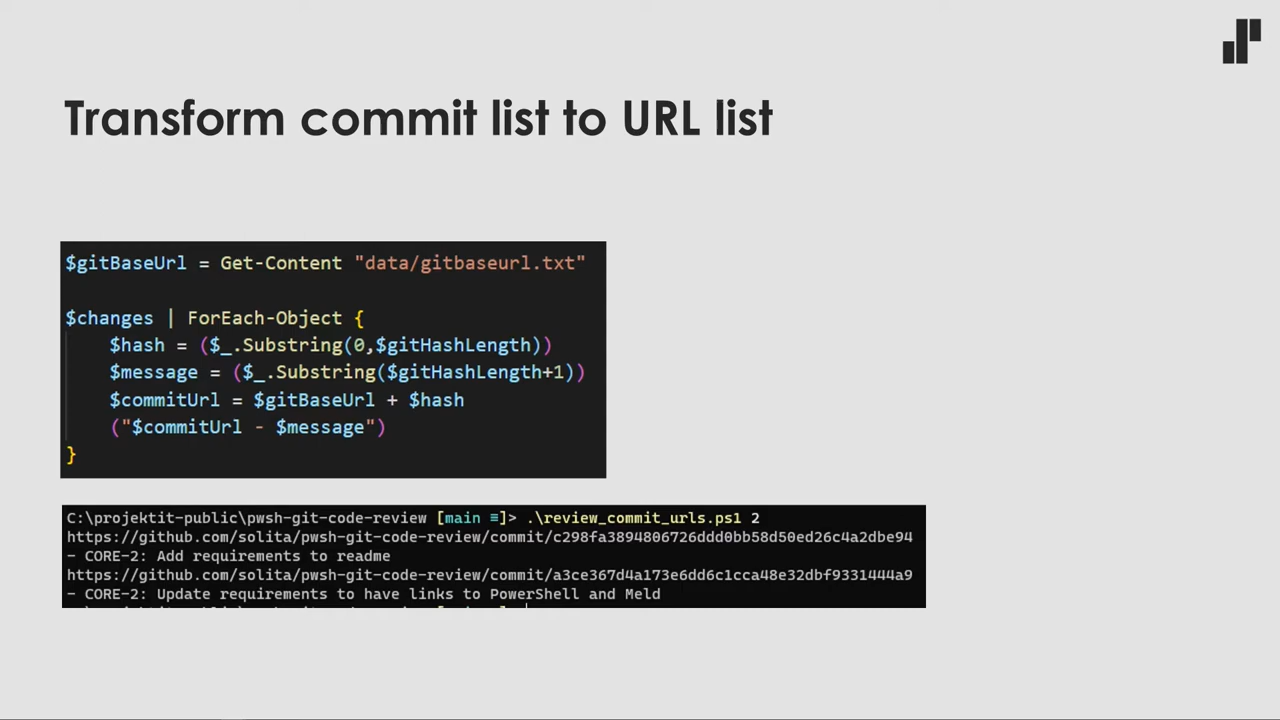 Transform commit list to URL list
$gitBaseUrl = Get-Content "data/gitbaseurl.txt"
$changes | ForEach-Object {
$hash = ($_.Substring(0,$gitHashLength))
$message = ($_.Substring($gitHashLength+1))
$commitUrl = $gitBaseUrl + $hash
("$commitUrl - $message")
}
C:\projektit-public\pwsh-git-code-review [main ≡]> .\review_commit_urls.ps1 2
https://github.com/solita/pwsh-git-code-review/commit/c298fa3894806726ddd0bb58d50ed26c4a2dbe94
- CORE-2: Add requirements to readme
https://github.com/solita/pwsh-git-code-review/commit/a3ce367d4a173e6dd6c1cca48e32dbf9331444a9
- CORE-2: Update requirements to have links to PowerShell and Meld